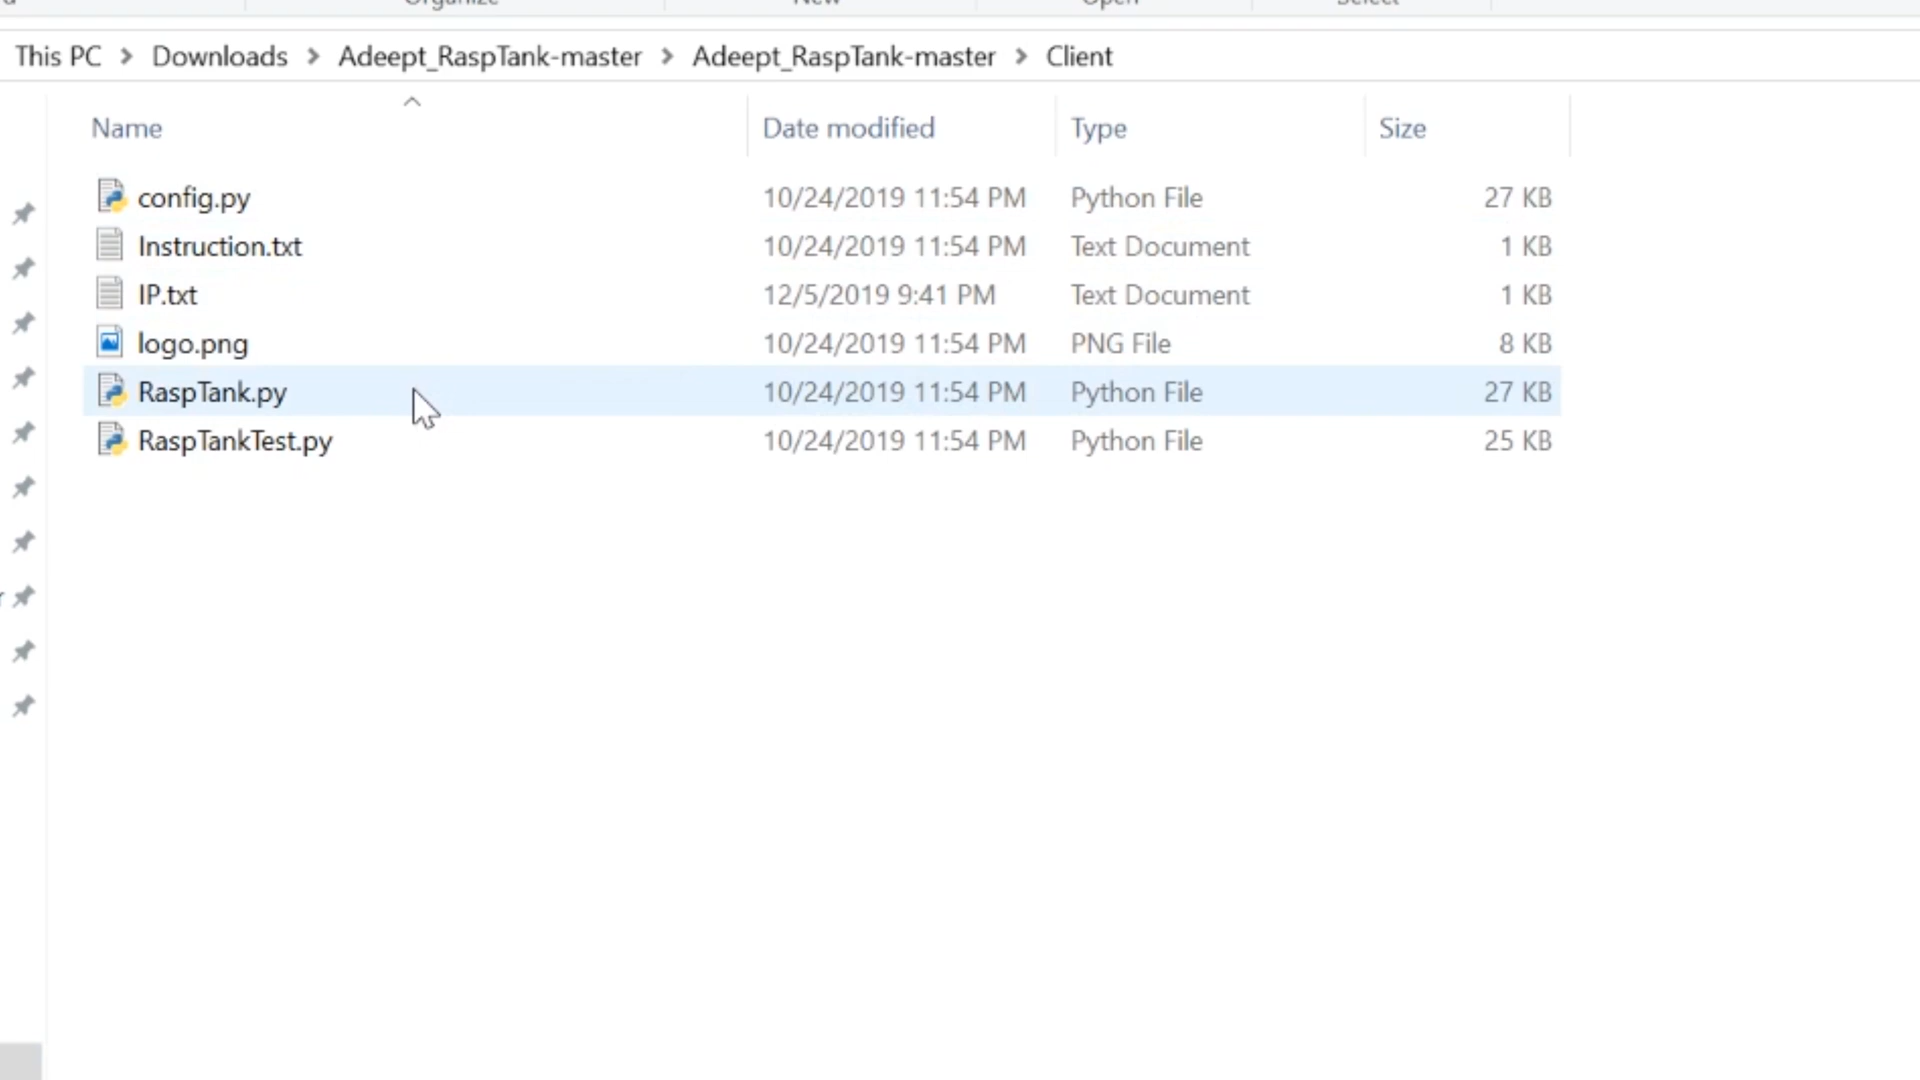 Organize New Open Select
This PC > Downloads > Adeept_RaspTank-master > Adeept_RaspTank-master > Client
Name Date modified Type Size
config.py 10/24/2019 11:54 PM Python File 27 KB
Instruction.txt 10/24/2019 11:54 PM Text Document 1 KB
IP.txt 12/5/2019 9:41 PM Text Document 1 KB
logo.png 10/24/2019 11:54 PM PNG File 8 KB
RaspTank.py 10/24/2019 11:54 PM Python File 27 KB
RaspTankTest.py 10/24/2019 11:54 PM Python File 25 KB